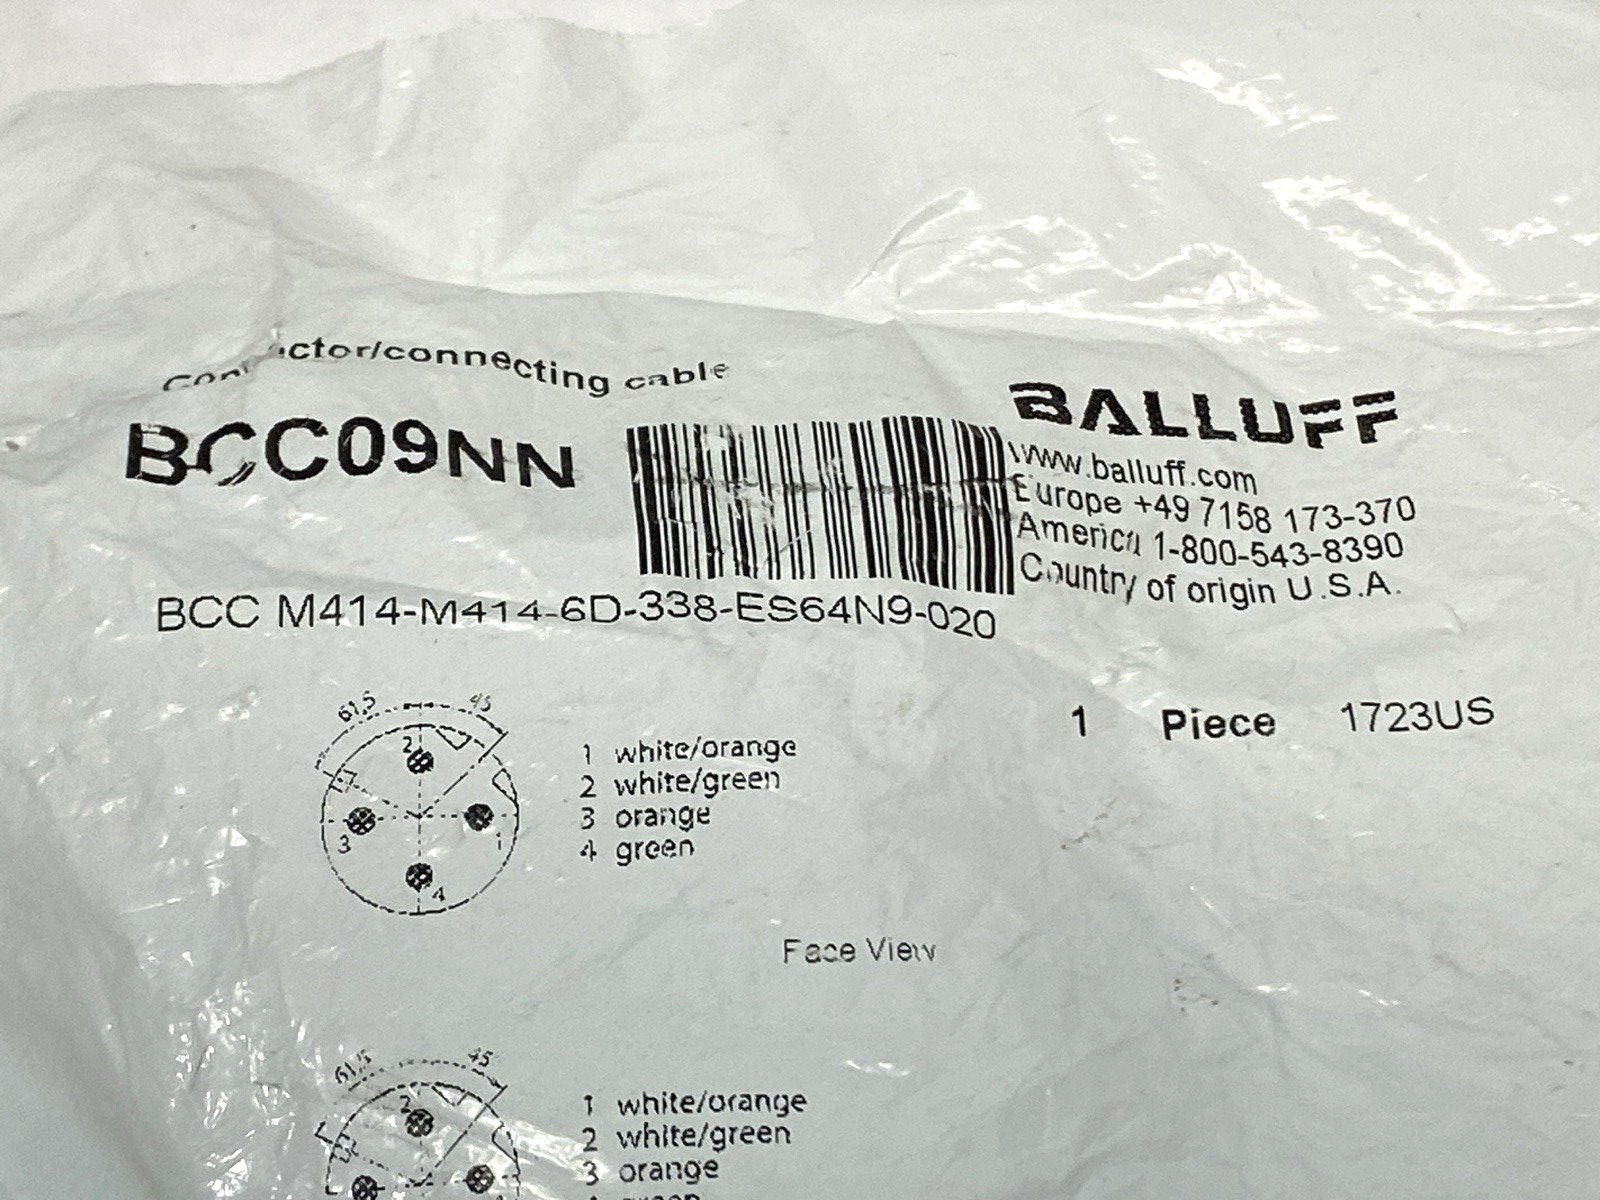 Connector/connecting cable
BCC09NN
BALLUFF
www.balluff.com
Europe +49 7158 173-370
America 1-800-543-8390
Country of origin U.S.A.
BCC M414-M414-6D-338-ES64N9-020
1 Piece 1723US
61,5 45
2
3
1
4
1 white/orange
2 white/green
3 orange
4 green
Face View
61,5 45
2
1 white/orange
2 white/green
3 orange
4 green